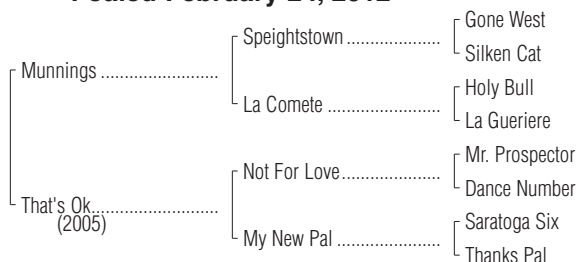 Foaled February 24, 2012
Gone West
Speightstown ....................
Silken Cat
Munnings .........................
Holy Bull
La Comete ........................
La Gueriere
Mr. Prospector
Not For Love.....................
Dance Number
That's Ok...........................
(2005)
Saratoga Six
My New Pal ......................
Thanks Pal